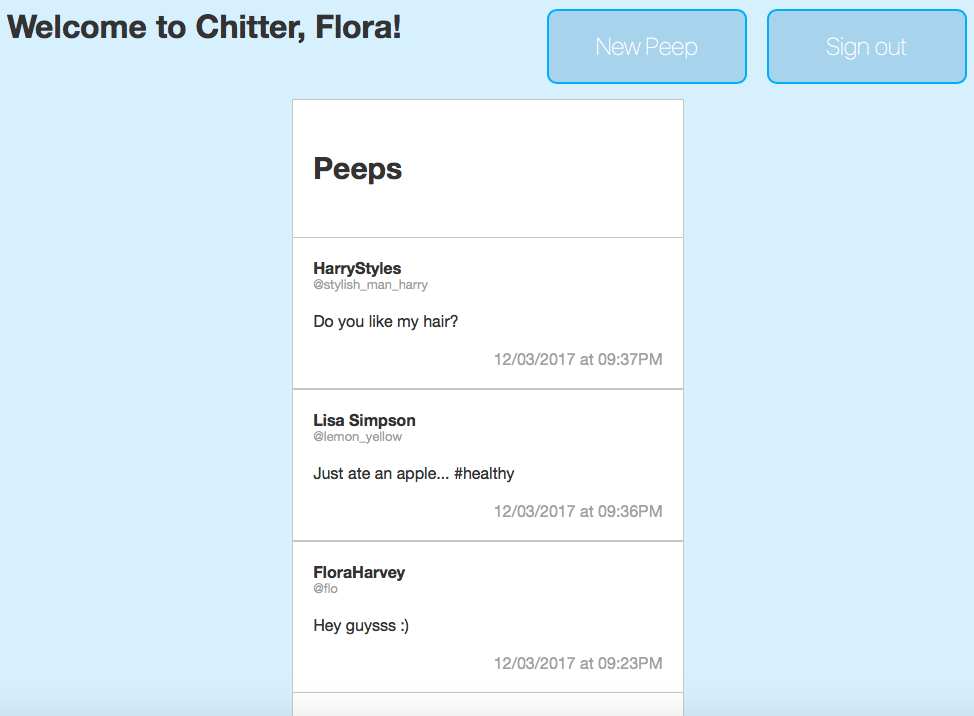 Welcome to Chitter, Flora!
New Peep
Sign out
Peeps
HarryStyles
@stylish_man_harry
Do you like my hair?
12/03/2017 at 09:37PM
Lisa Simpson
@lemon_yellow
Just ate an apple... #healthy
12/03/2017 at 09:36PM
FloraHarvey
@flo
Hey guysss :)
12/03/2017 at 09:23PM